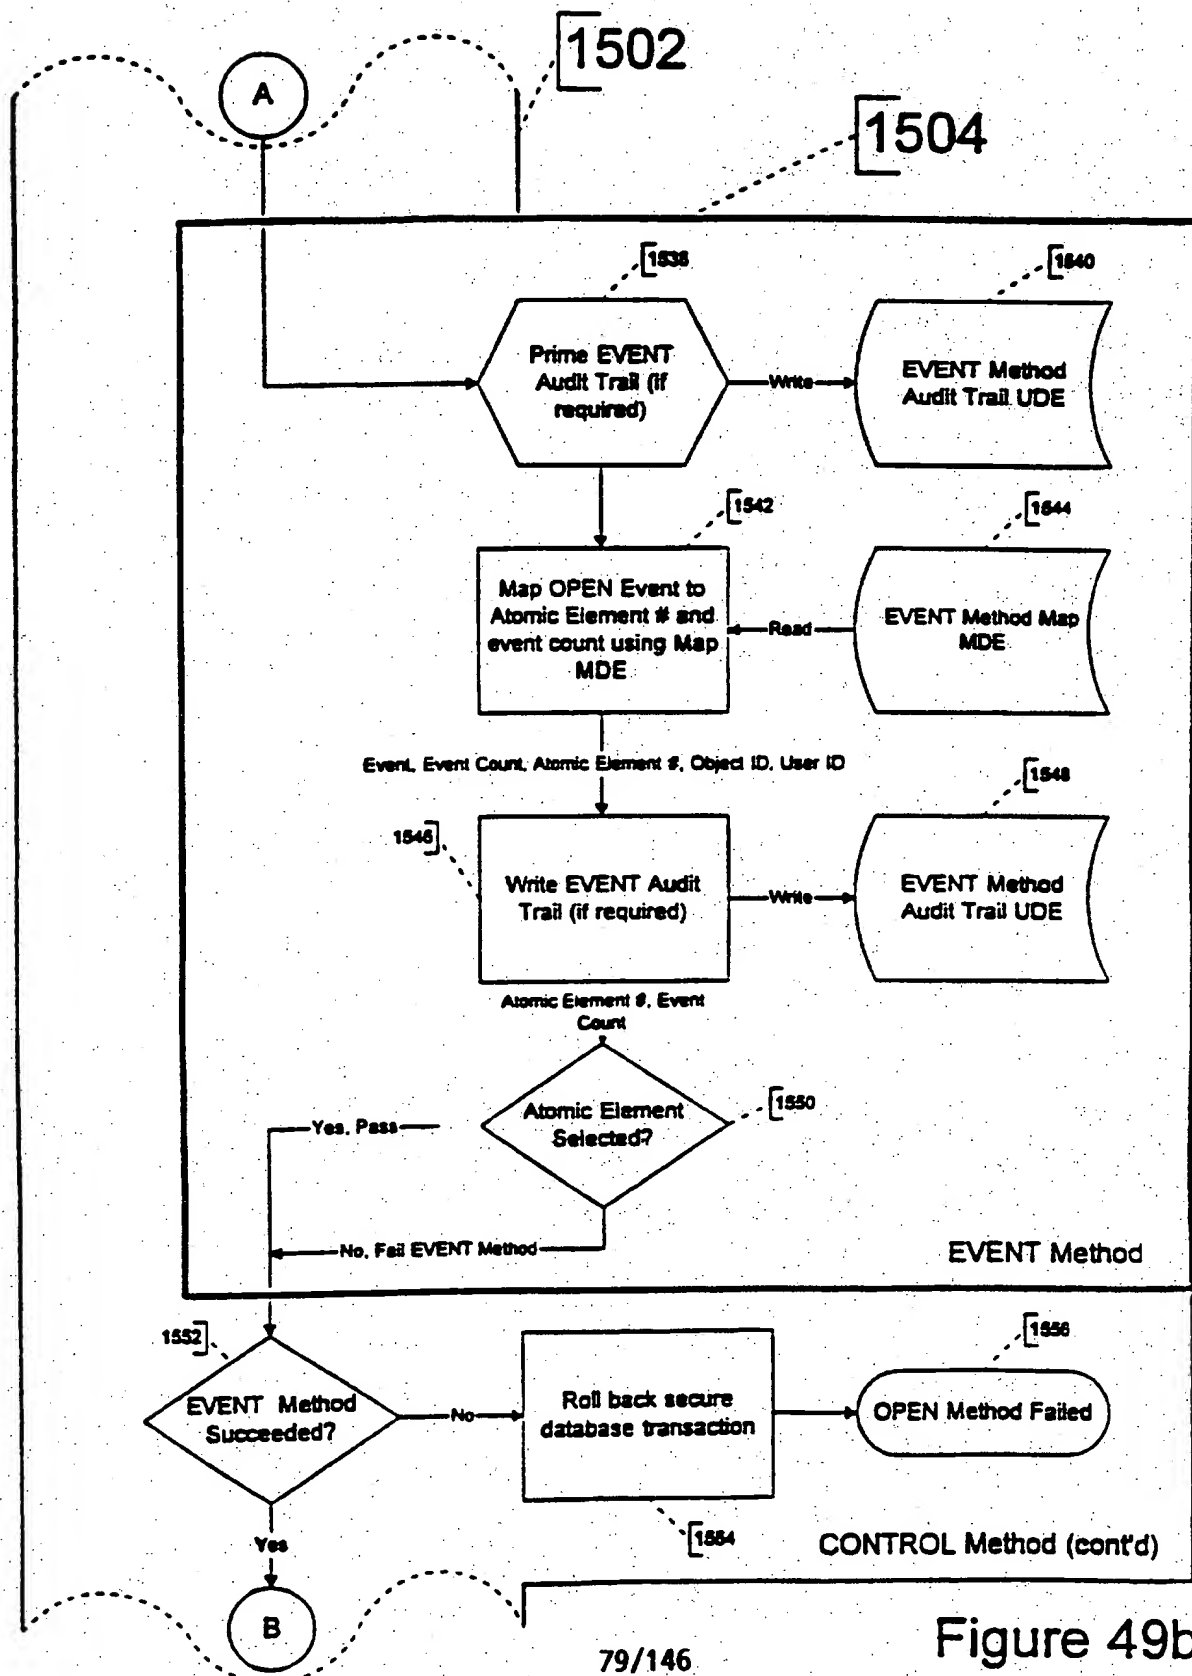 1502
A
1504
1538
1540
Prime EVENT
Audit Trail (if
required)
Write
EVENT Method
Audit Trail UDE
1542
1544
Map OPEN Event to
Atomic Element # and
event count using Map
MDE
Read
EVENT Method Map
MDE
Event, Event Count, Atomic Element #, Object ID, User ID
1546
1548
Write EVENT Audit
Trail (if required)
Write
EVENT Method
Audit Trail UDE
Atomic Element #, Event
Count
1550
Atomic Element
Selected?
Yes, Pass
No, Fail EVENT Method
EVENT Method
1552
1556
EVENT Method
Succeeded?
No
Roll back secure
database transaction
OPEN Method Failed
1554
Yes
CONTROL Method (cont'd)
B
Figure 49b
79/146